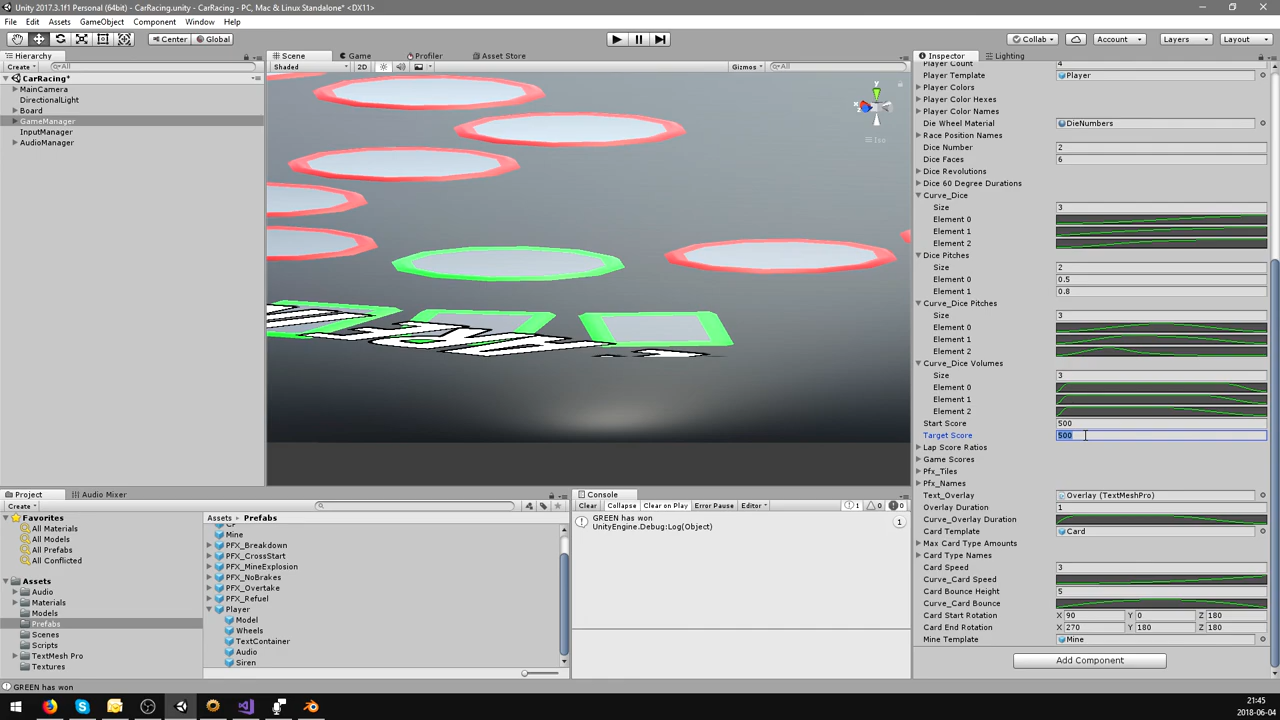 Unity 2017.3.1f1 Personal (64bit) - CarRacing.unity - CarRacing - PC, Mac & Linux Standalone* <DX11>
File Edit Assets GameObject Component Window Help
Center Global Collab Account Layers Layout
Hierarchy Scene Game Profiler Asset Store Inspector Lighting
Create All Shaded 2D Gizmos All
CarRacing*
MainCamera
DirectionalLight
Board
GameManager
InputManager
AudioManager
Iso
Player Count 4
Player Template Player
Player Colors
Player Color Hexes
Player Color Names
Die Wheel Material DieNumbers
Race Position Names
Dice Number 2
Dice Faces 6
Dice Revolutions
Dice 60 Degree Durations
Curve_Dice
Size 3
Element 0
Element 1
Element 2
Dice Pitches
Size 2
Element 0 0.5
Element 1 0.8
Curve_Dice Pitches
Size 3
Element 0
Element 1
Element 2
Curve_Dice Volumes
Size 3
Element 0
Element 1
Element 2
Start Score 500
Target Score 500
Lap Score Ratios
Game Scores
Pfx_Tiles
Pfx_Names
Text_Overlay Overlay (TextMeshPro)
Overlay Duration 1
Curve_Overlay Duration
Card Template Card
Max Card Type Amounts
Card Type Names
Card Speed 3
Curve_Card Speed
Card Bounce Height 5
Curve_Card Bounce
Card Start Rotation X 90 Y 0 Z 180
Card End Rotation X 270 Y 180 Z 180
Mine Template Mine
Add Component
Project Audio Mixer
Create
Favorites
All Materials
All Models
All Prefabs
All Conflicted
Assets
Audio
Materials
Models
Prefabs
Scenes
Scripts
TextMesh Pro
Textures
Assets Prefabs
Mine
PFX_Breakdown
PFX_CrossStart
PFX_MineExplosion
PFX_NoBrakes
PFX_Overtake
PFX_Refuel
Player
Model
Wheels
TextContainer
Audio
Siren
Console
Clear Collapse Clear on Play Error Pause Editor 1 0 0
GREEN has won
UnityEngine.Debug:Log(Object)
GREEN has won
21:45
2018-06-04